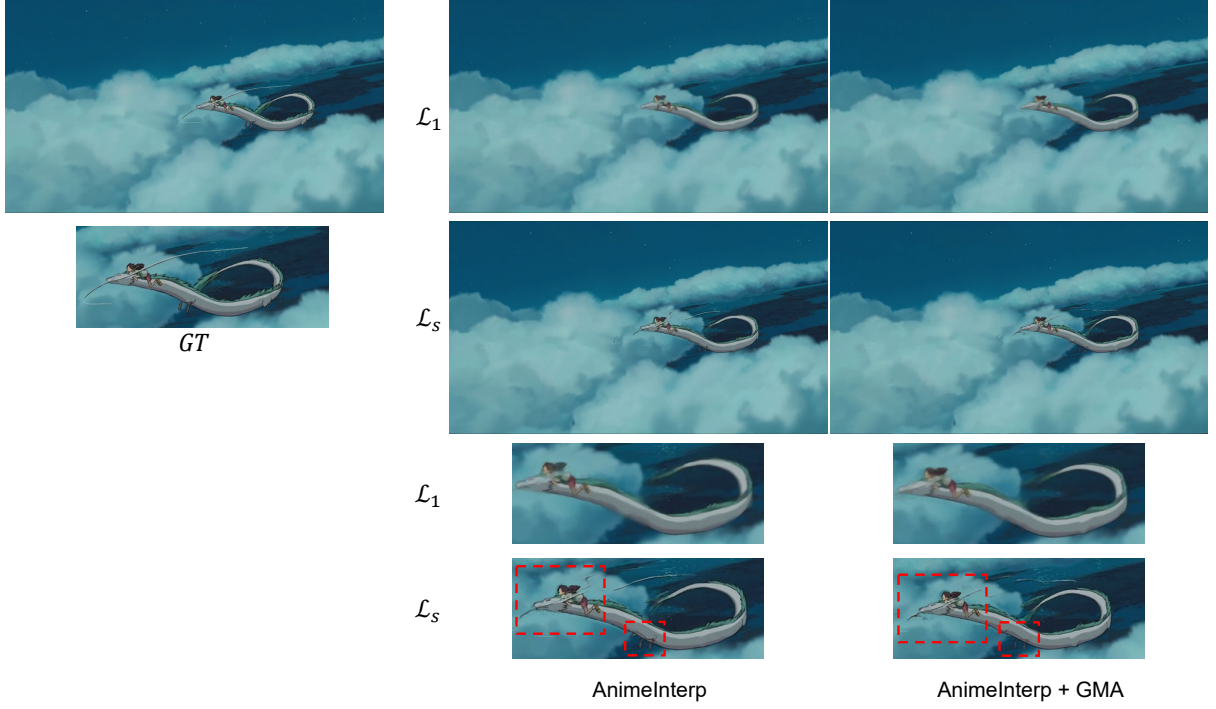 ℒ₁
GT
ℒₛ
ℒ₁
ℒₛ
AnimeInterp
AnimeInterp + GMA